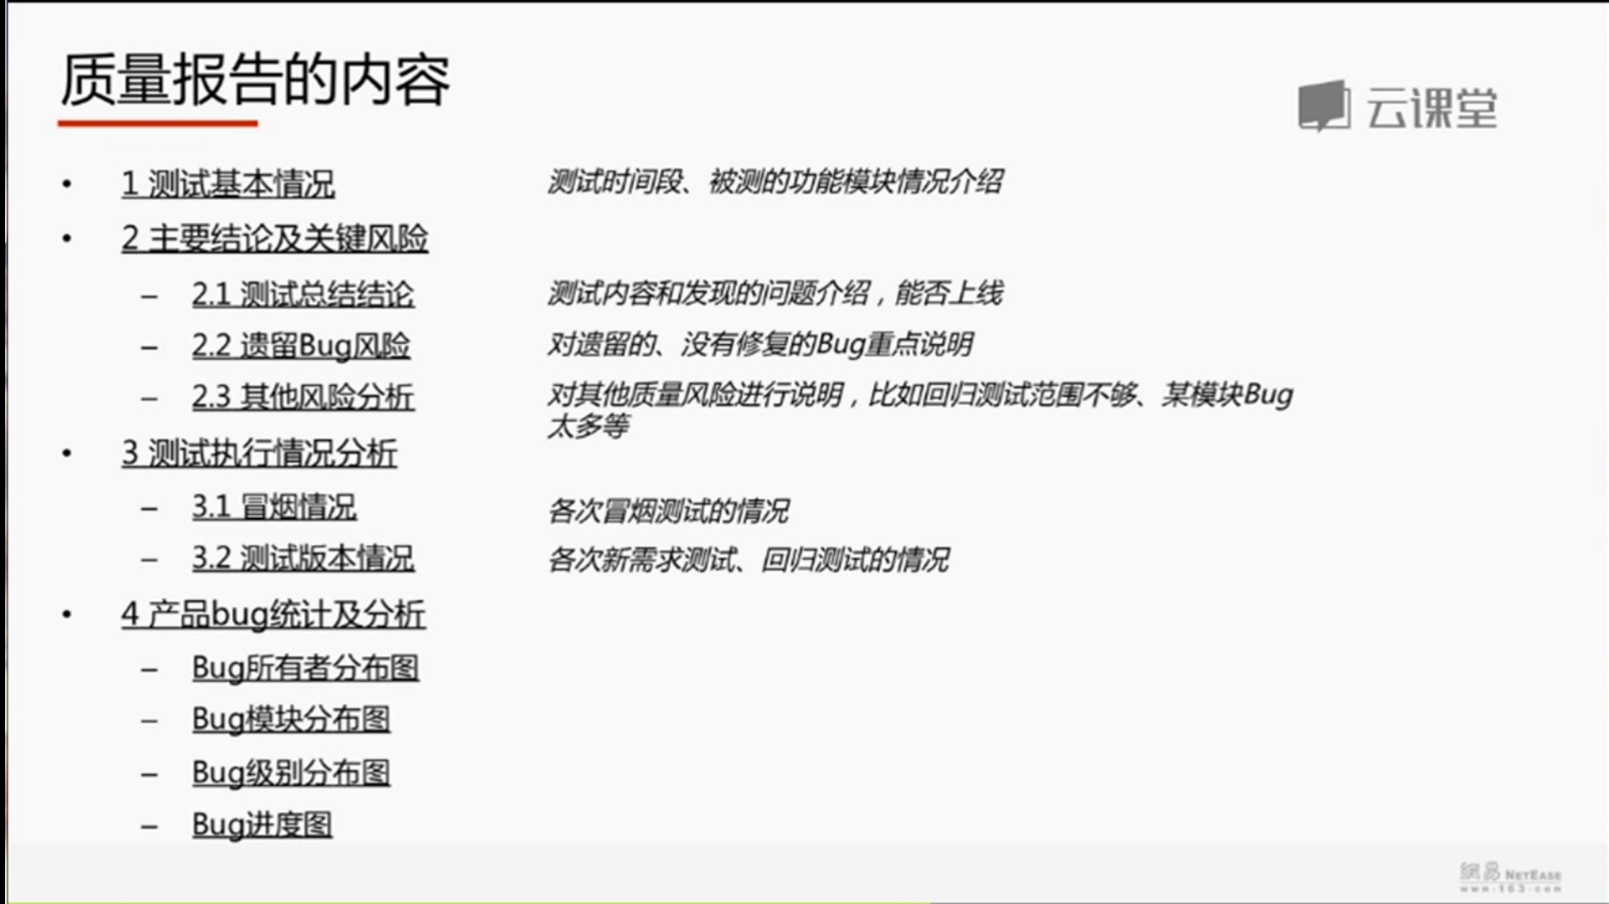 质量报告的内容
云课堂
• 1 测试基本情况 测试时间段、被测的功能模块情况介绍
• 2 主要结论及关键风险
– 2.1 测试总结结论 测试内容和发现的问题介绍，能否上线
– 2.2 遗留Bug风险 对遗留的、没有修复的Bug重点说明
– 2.3 其他风险分析 对其他质量风险进行说明，比如回归测试范围不够、某模块Bug
太多等
• 3 测试执行情况分析
– 3.1 冒烟情况 各次冒烟测试的情况
– 3.2 测试版本情况 各次新需求测试、回归测试的情况
• 4 产品bug统计及分析
– Bug所有者分布图
– Bug模块分布图
– Bug级别分布图
– Bug进度图
網易 NETEASE
www.163.com